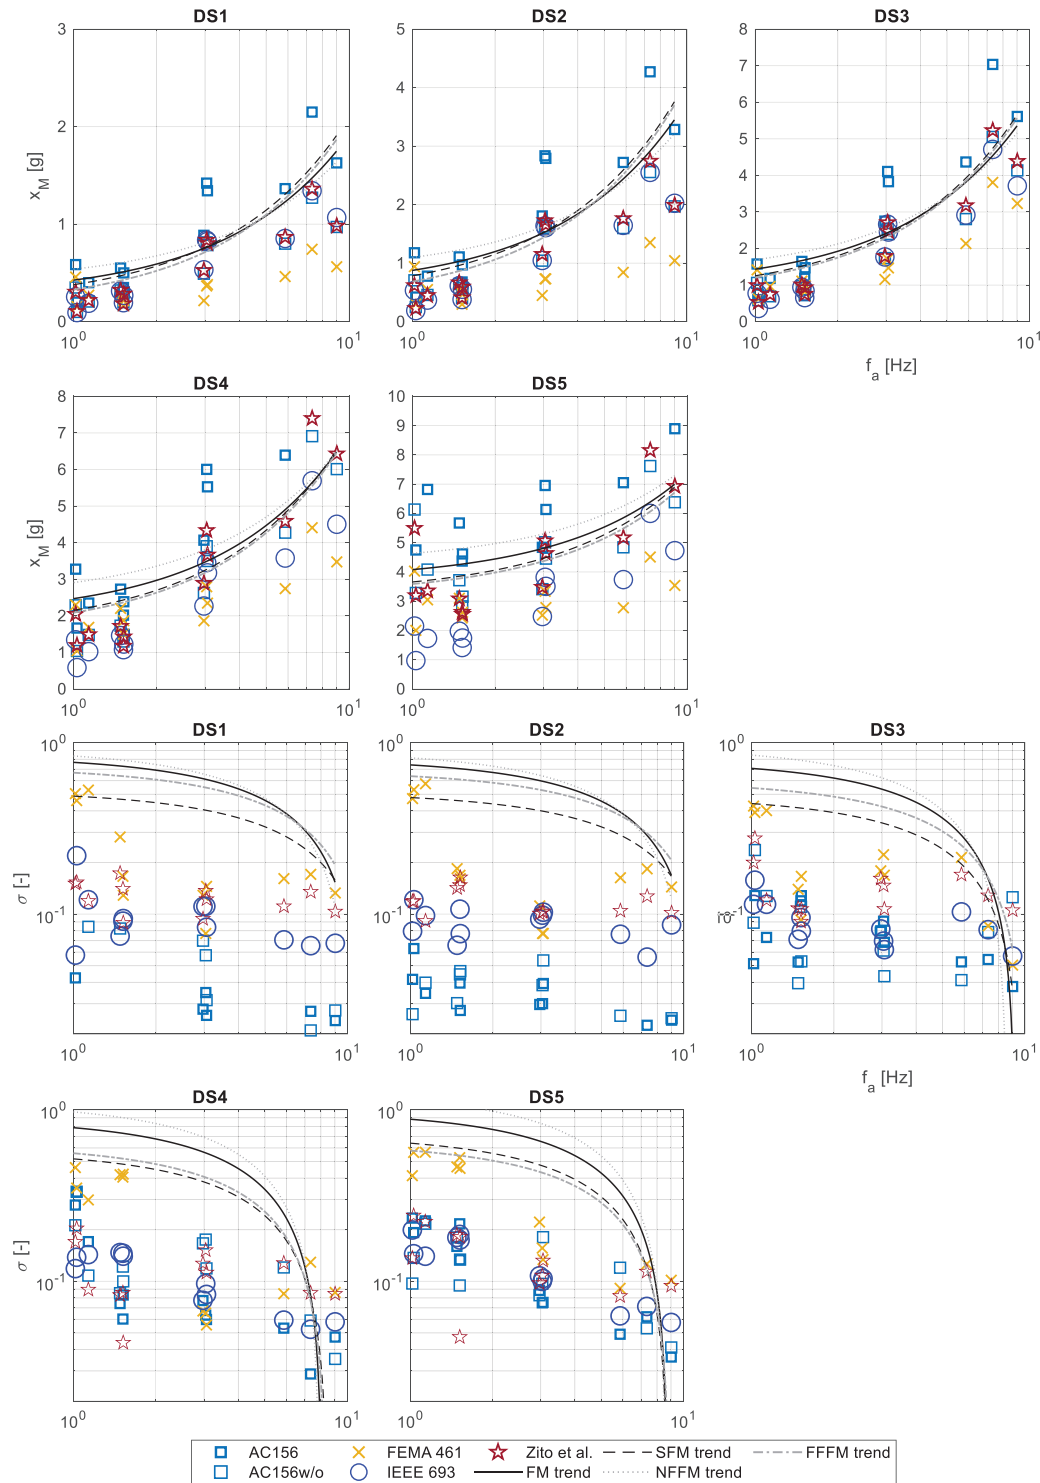 DS1
DS2
DS3
3
2
1
0
x_M [g]
10^0
10^1
5
4
3
2
1
0
10^0
10^1
8
7
6
5
4
3
2
1
0
10^0
10^1
f_a [Hz]
DS4
DS5
8
7
6
5
4
3
2
1
0
x_M [g]
10^0
10^1
10
9
8
7
6
5
4
3
2
1
0
10^0
10^1
DS1
DS2
DS3
10^0
10^-1
σ [-]
10^0
10^1
10^0
10^-1
10^0
10^1
10^0
10^-1
10^0
10^1
f_a [Hz]
DS4
DS5
10^0
10^-1
σ [-]
10^0
10^1
10^0
10^-1
10^0
10^1
AC156
FEMA 461
Zito et al.
SFM trend
FFFM trend
AC156w/o
IEEE 693
FM trend
NFFM trend